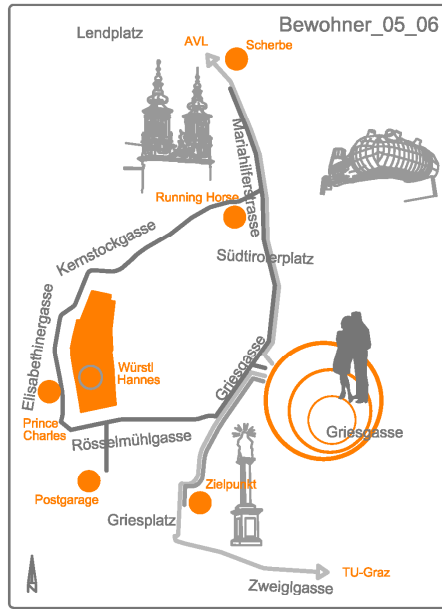 Bewohner_05_06
Lendplatz
AVL
Scherbe
Mariahilferstrasse
Running Horse
Kernstockgasse
Südtirolerplatz
Elisabethinergasse
Griesgasse
Würstl
Hannes
Prince
Charles
Rösselmühlgasse
Griesgasse
Postgarage
Zielpunkt
Griesplatz
TU-Graz
Zweiglgasse
N